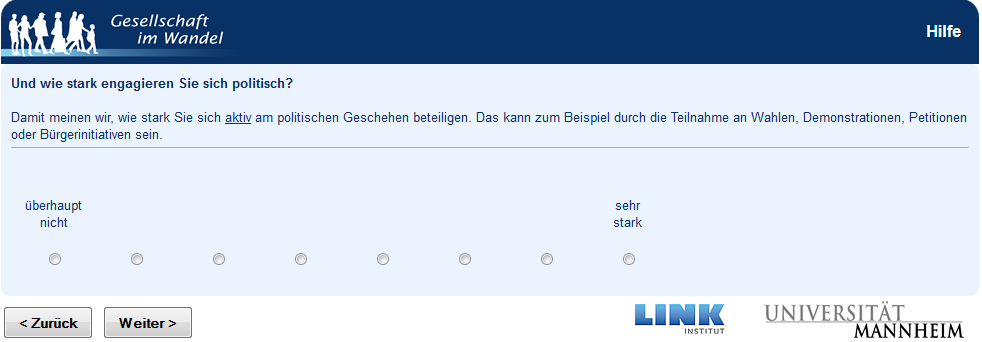 Gesellschaft
im Wandel
Hilfe
Und wie stark engagieren Sie sich politisch?
Damit meinen wir, wie stark Sie sich aktiv am politischen Geschehen beteiligen. Das kann zum Beispiel durch die Teilnahme an Wahlen, Demonstrationen, Petitionen
oder Bürgerinitiativen sein.
überhaupt
nicht
sehr
stark
< Zurück
Weiter >
LINK
INSTITUT
UNIVERSITÄT
MANNHEIM